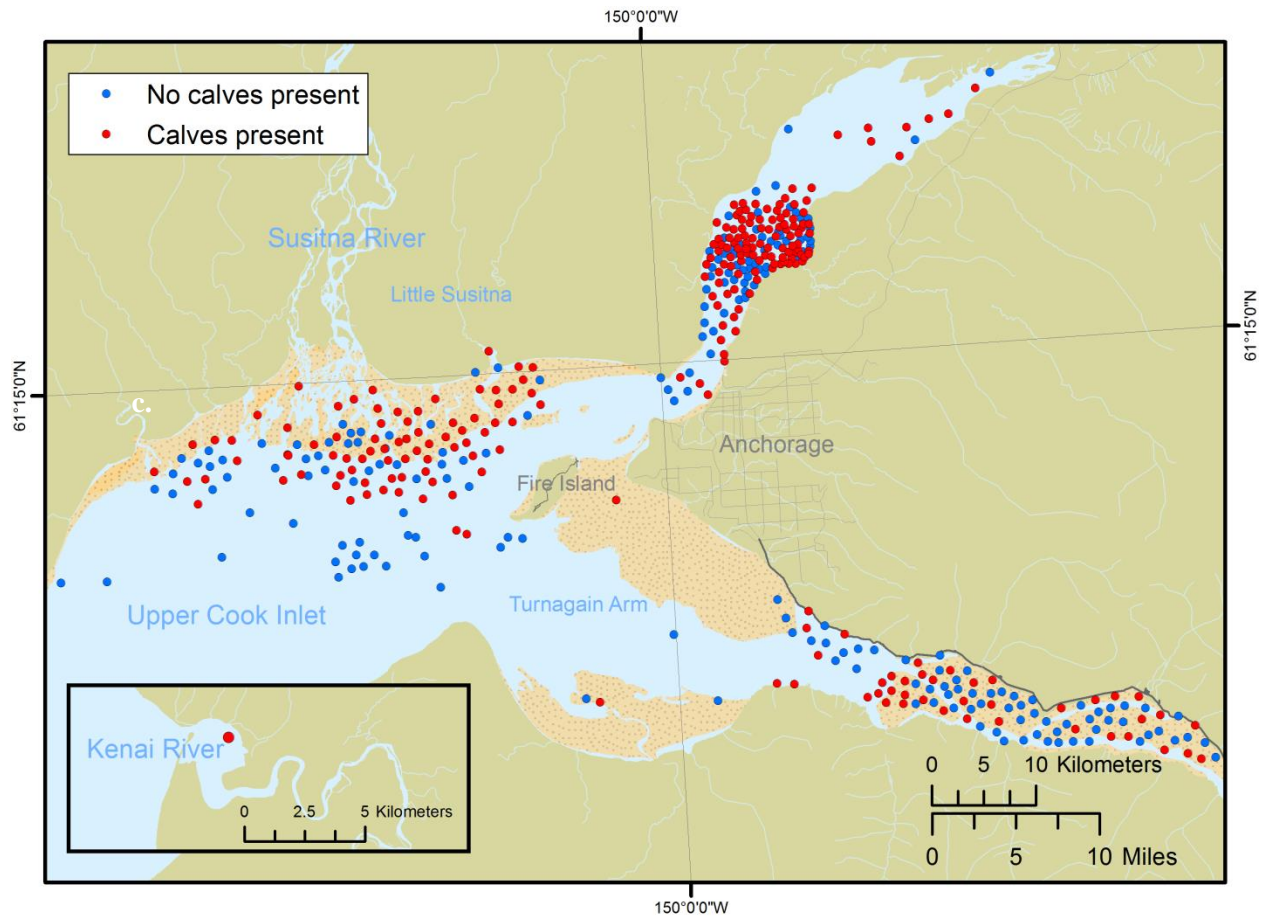 150°0'0"W
No calves present
Calves present
Susitna River
Little Susitna
61°15'0"N
61°15'0"N
c.
Anchorage
Fire Island
Turnagain Arm
Upper Cook Inlet
Kenai River
0 2.5 5 Kilometers
0 5 10 Kilometers
0 5 10 Miles
150°0'0"W